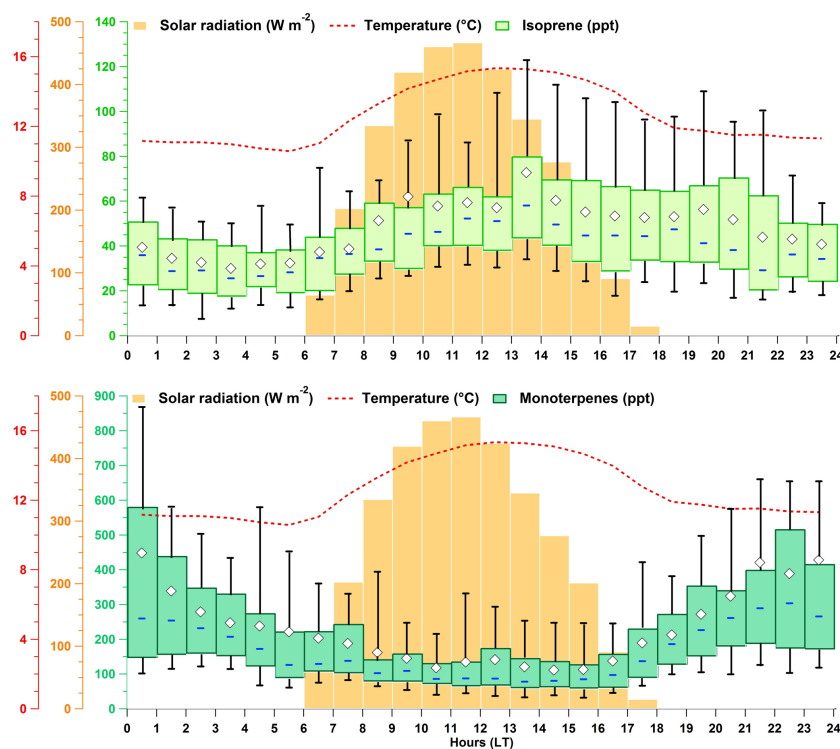 Solar radiation (W m-2) Temperature (°C) Isoprene (ppt)
16 500 140
12 400 120
8 300 100
4 200 80
0 100 60
0 40
20
0
0 1 2 3 4 5 6 7 8 9 10 11 12 13 14 15 16 17 18 19 20 21 22 23 24
Solar radiation (W m-2) Temperature (°C) Monoterpenes (ppt)
16 500 900
12 400 800
8 300 700
4 200 600
0 100 500
0 400
300
200
100
0
0 1 2 3 4 5 6 7 8 9 10 11 12 13 14 15 16 17 18 19 20 21 22 23 24
Hours (LT)